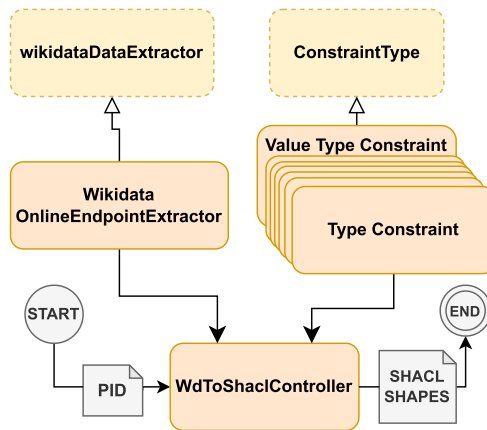 wikidataDataExtractor
ConstraintType
Value Type Constraint
Wikidata
OnlineEndpointExtractor
Type Constraint
START
END
PID
WdToShaclController
SHACL
SHAPES